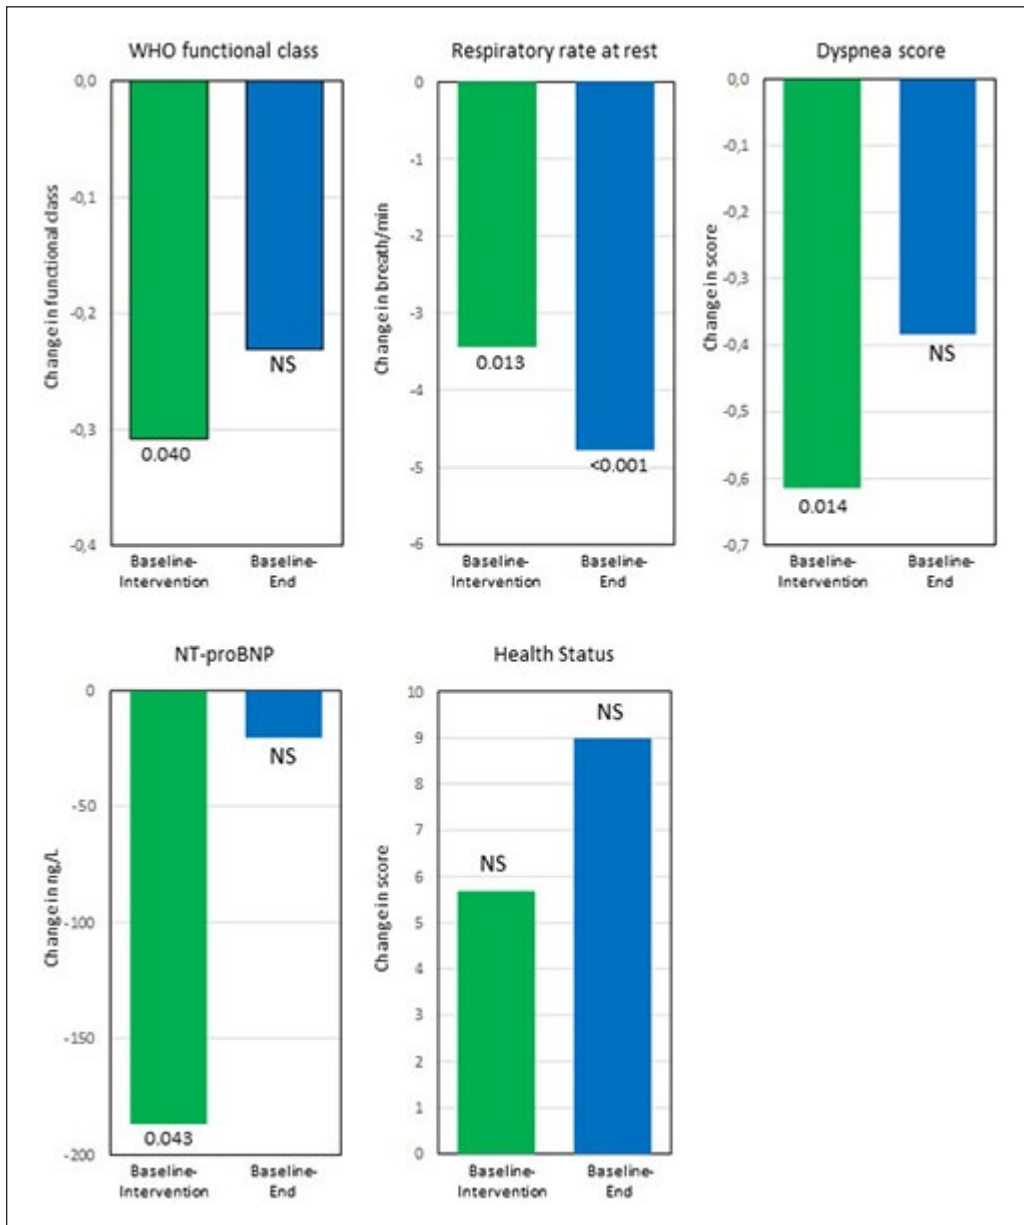 WHO functional class
Change in functional class
0,0
-0,1
-0,2
-0,3
-0,4
0.040
NS
Baseline-
Intervention
Baseline-
End
Respiratory rate at rest
Change in breath/min
0
-1
-2
-3
-4
-5
-6
0.013
<0.001
Baseline-
Intervention
Baseline-
End
Dyspnea score
Change in score
0,0
-0,1
-0,2
-0,3
-0,4
-0,5
-0,6
-0,7
0.014
NS
Baseline-
Intervention
Baseline-
End
NT-proBNP
Change in ng/L
0
-50
-100
-150
-200
0.043
NS
Baseline-
Intervention
Baseline-
End
Health Status
Change in score
10
9
8
7
6
5
4
3
2
1
0
NS
NS
Baseline-
Intervention
Baseline-
End